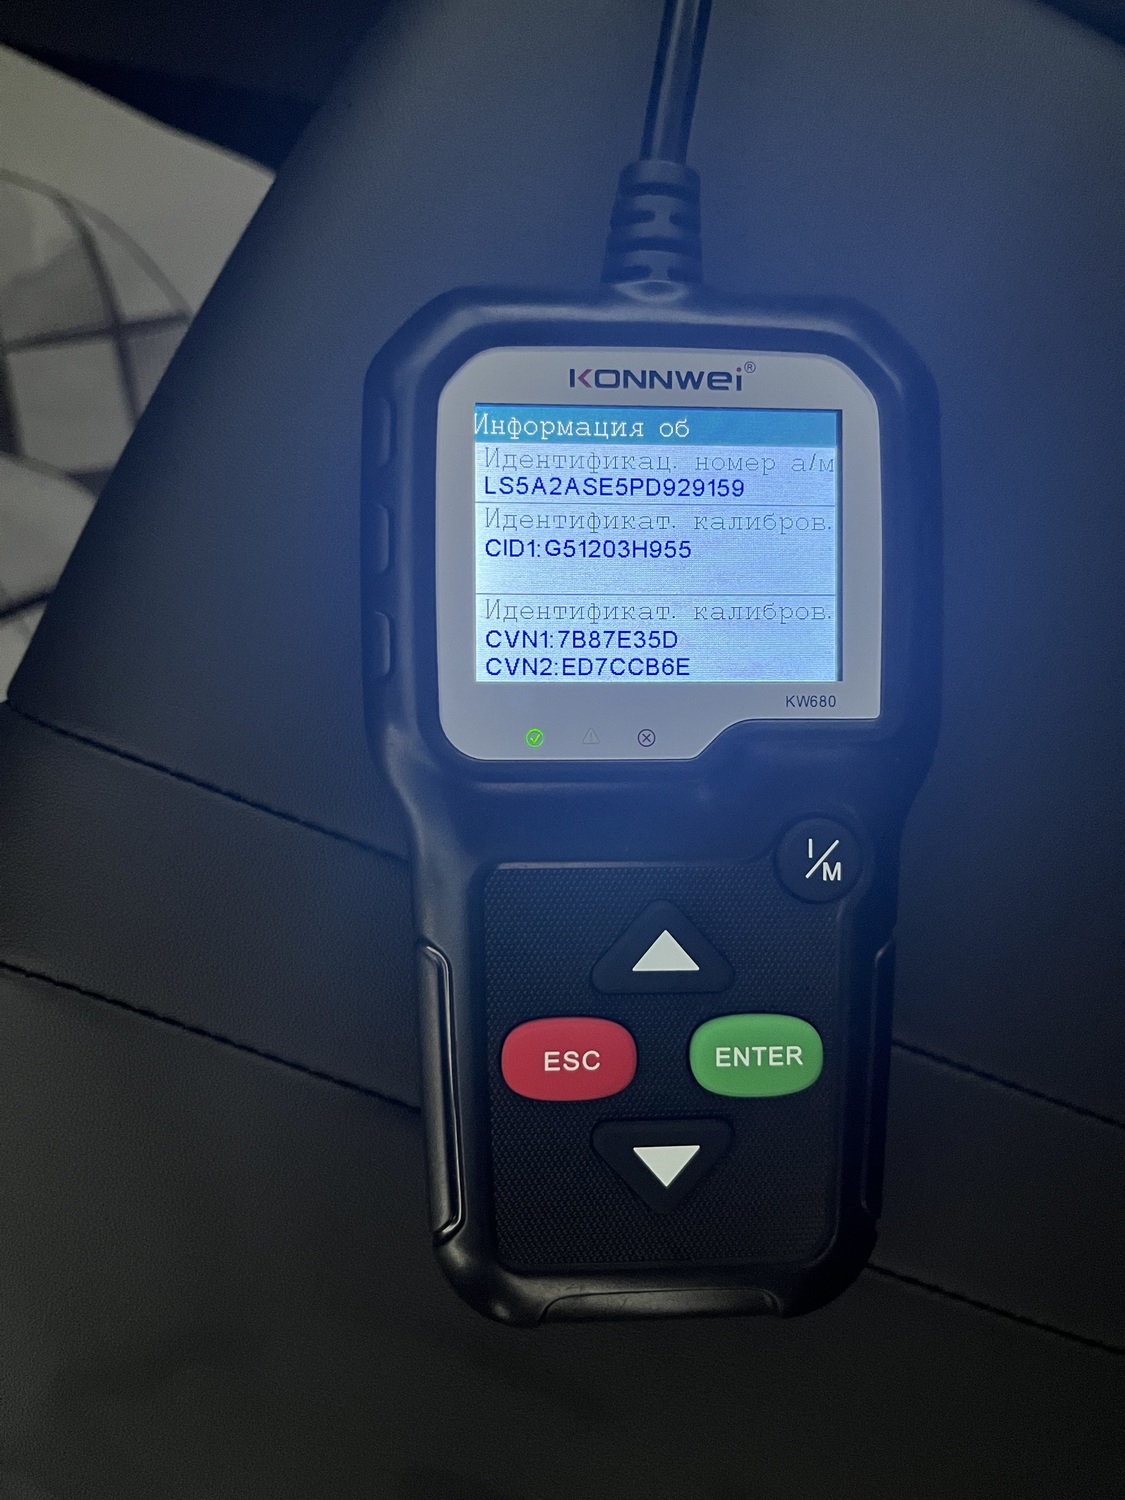 KONNWEI®
Информация об
Идентификац. номер а/м
LS5A2ASE5PD929159
Идентификат. калибров.
CID1:G51203H955
Идентификат. калибров.
CVN1:7B87E35D
CVN2:ED7CCB6E
KW680
I/M
ESC
ENTER